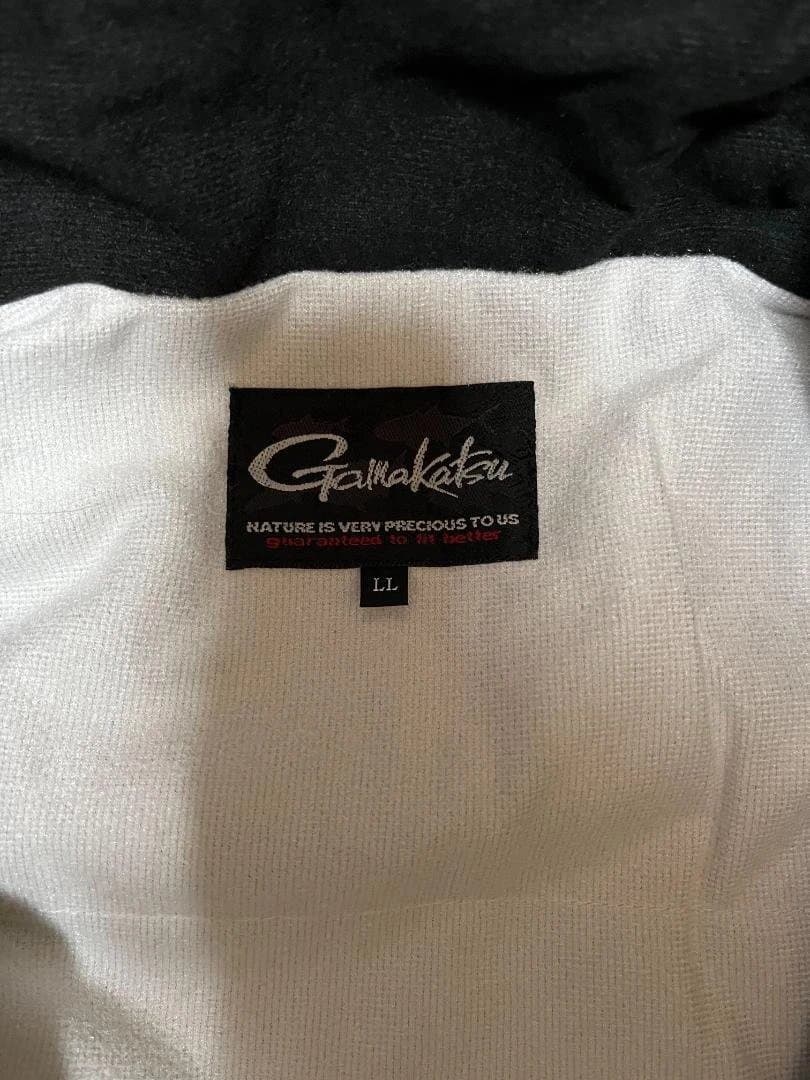 Gamakatsu
NATURE IS VERY PRECIOUS TO US
guaranteed to fit better
LL